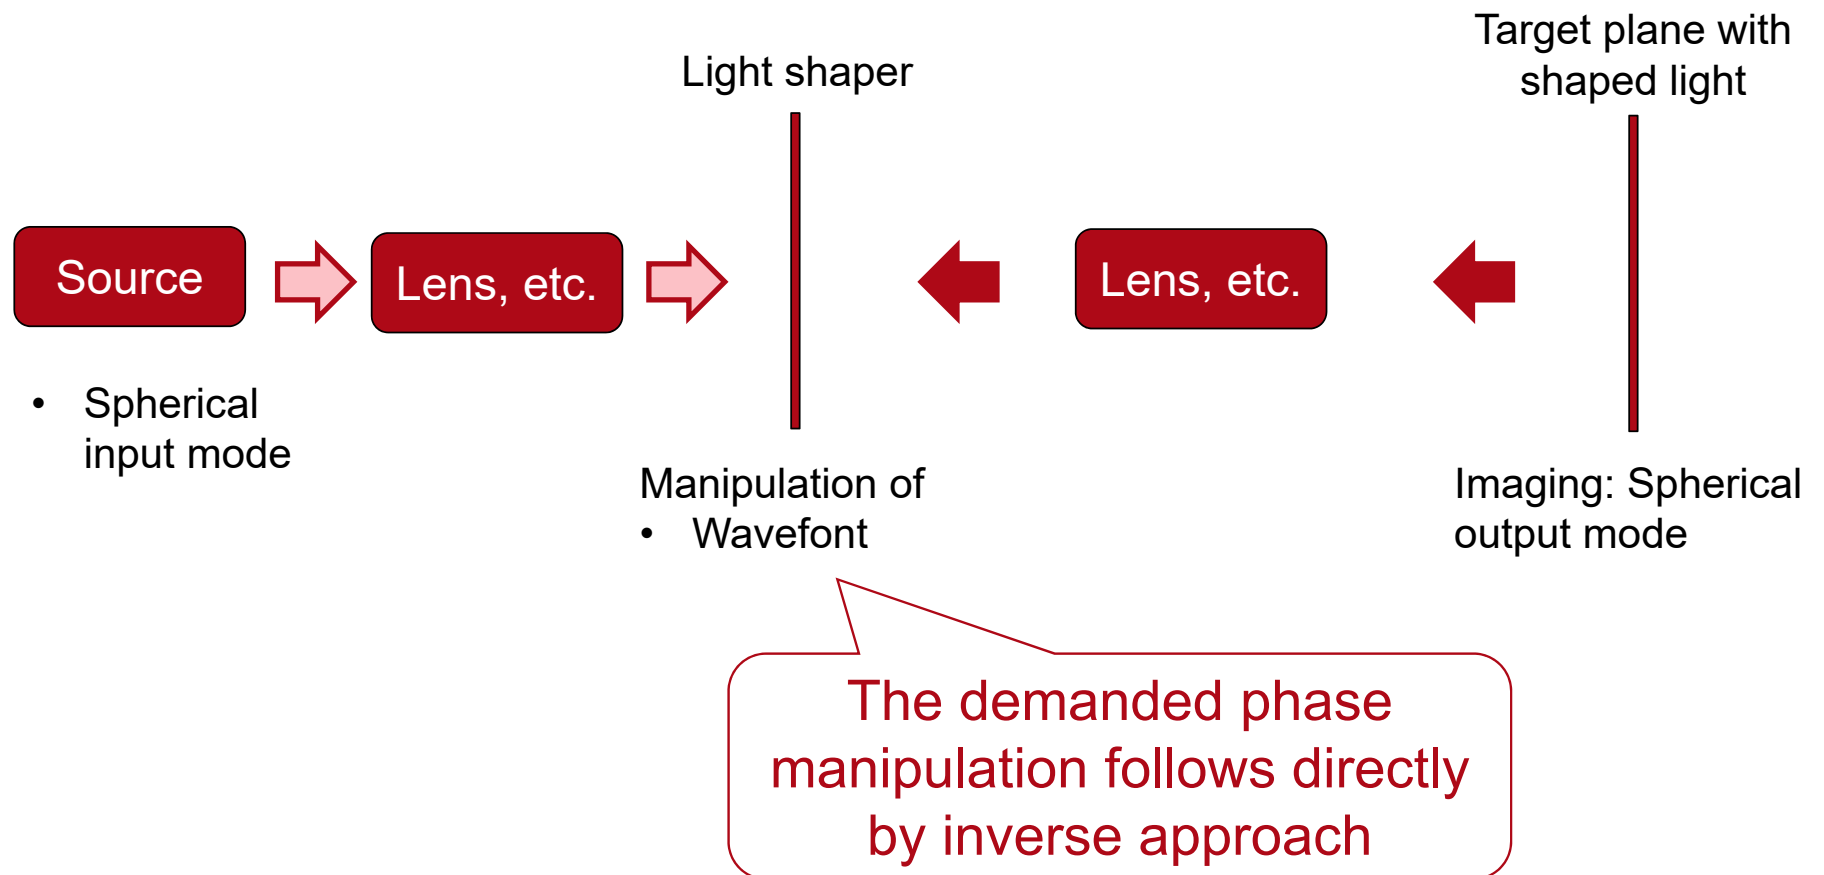 Target plane with
shaped light
Light shaper
Source
Lens, etc.
Lens, etc.
• Spherical
input mode
Manipulation of
• Wavefont
Imaging: Spherical
output mode
The demanded phase
manipulation follows directly
by inverse approach